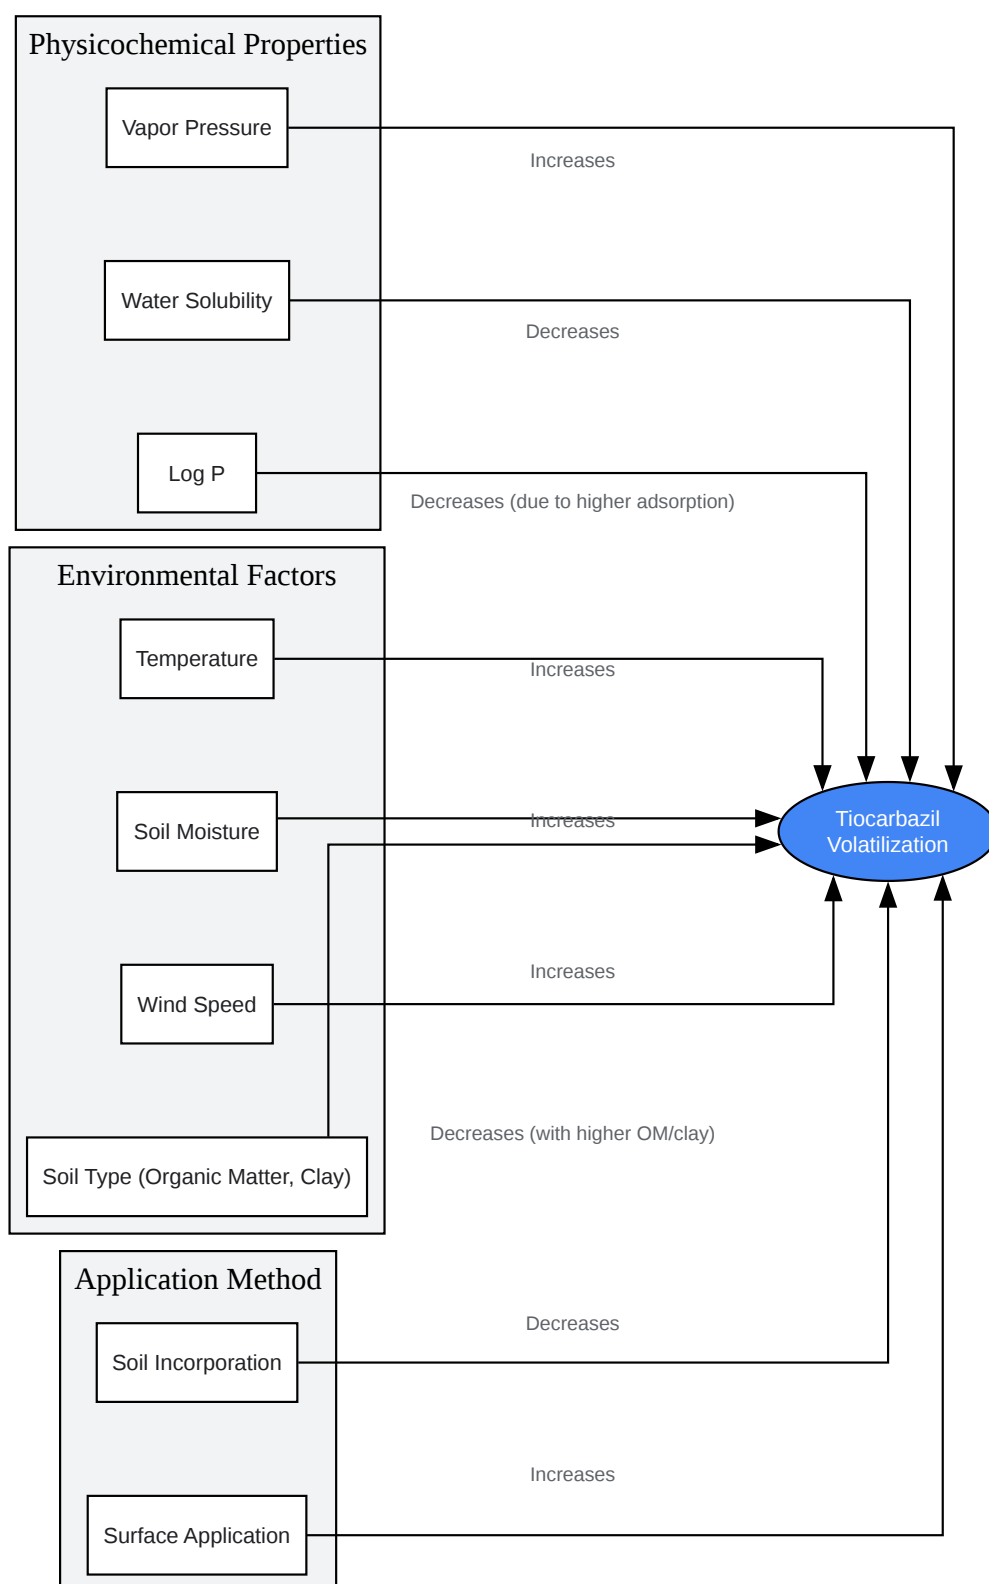 Physicochemical Properties
Vapor Pressure
Increases
Water Solubility
Decreases
Log P
Decreases (due to higher adsorption)
Environmental Factors
Temperature
Increases
Soil Moisture
Increases
Tiocarbazil
Volatilization
Wind Speed
Increases
Decreases (with higher OM/clay)
Soil Type (Organic Matter, Clay)
Application Method
Soil Incorporation
Decreases
Surface Application
Increases